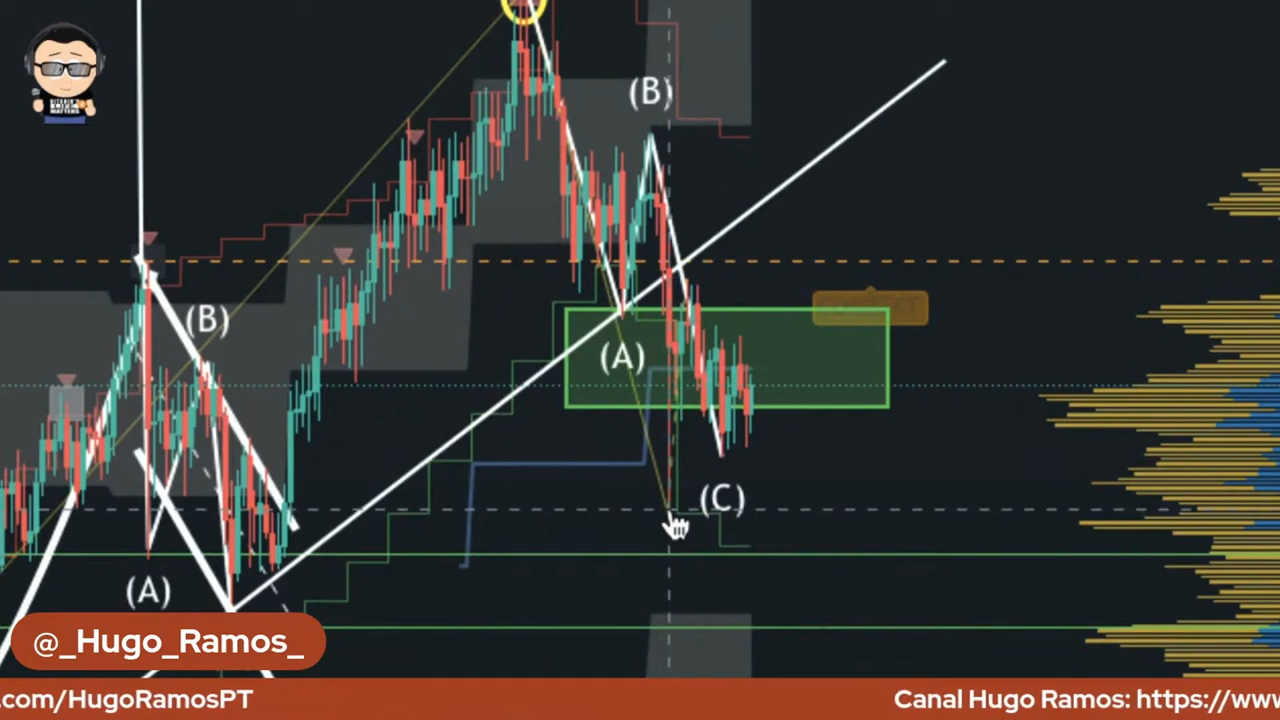 (B)
(B)
(A)
(C)
(A)
@_Hugo_Ramos_
.com/HugoRamosPT
Canal Hugo Ramos: https://www